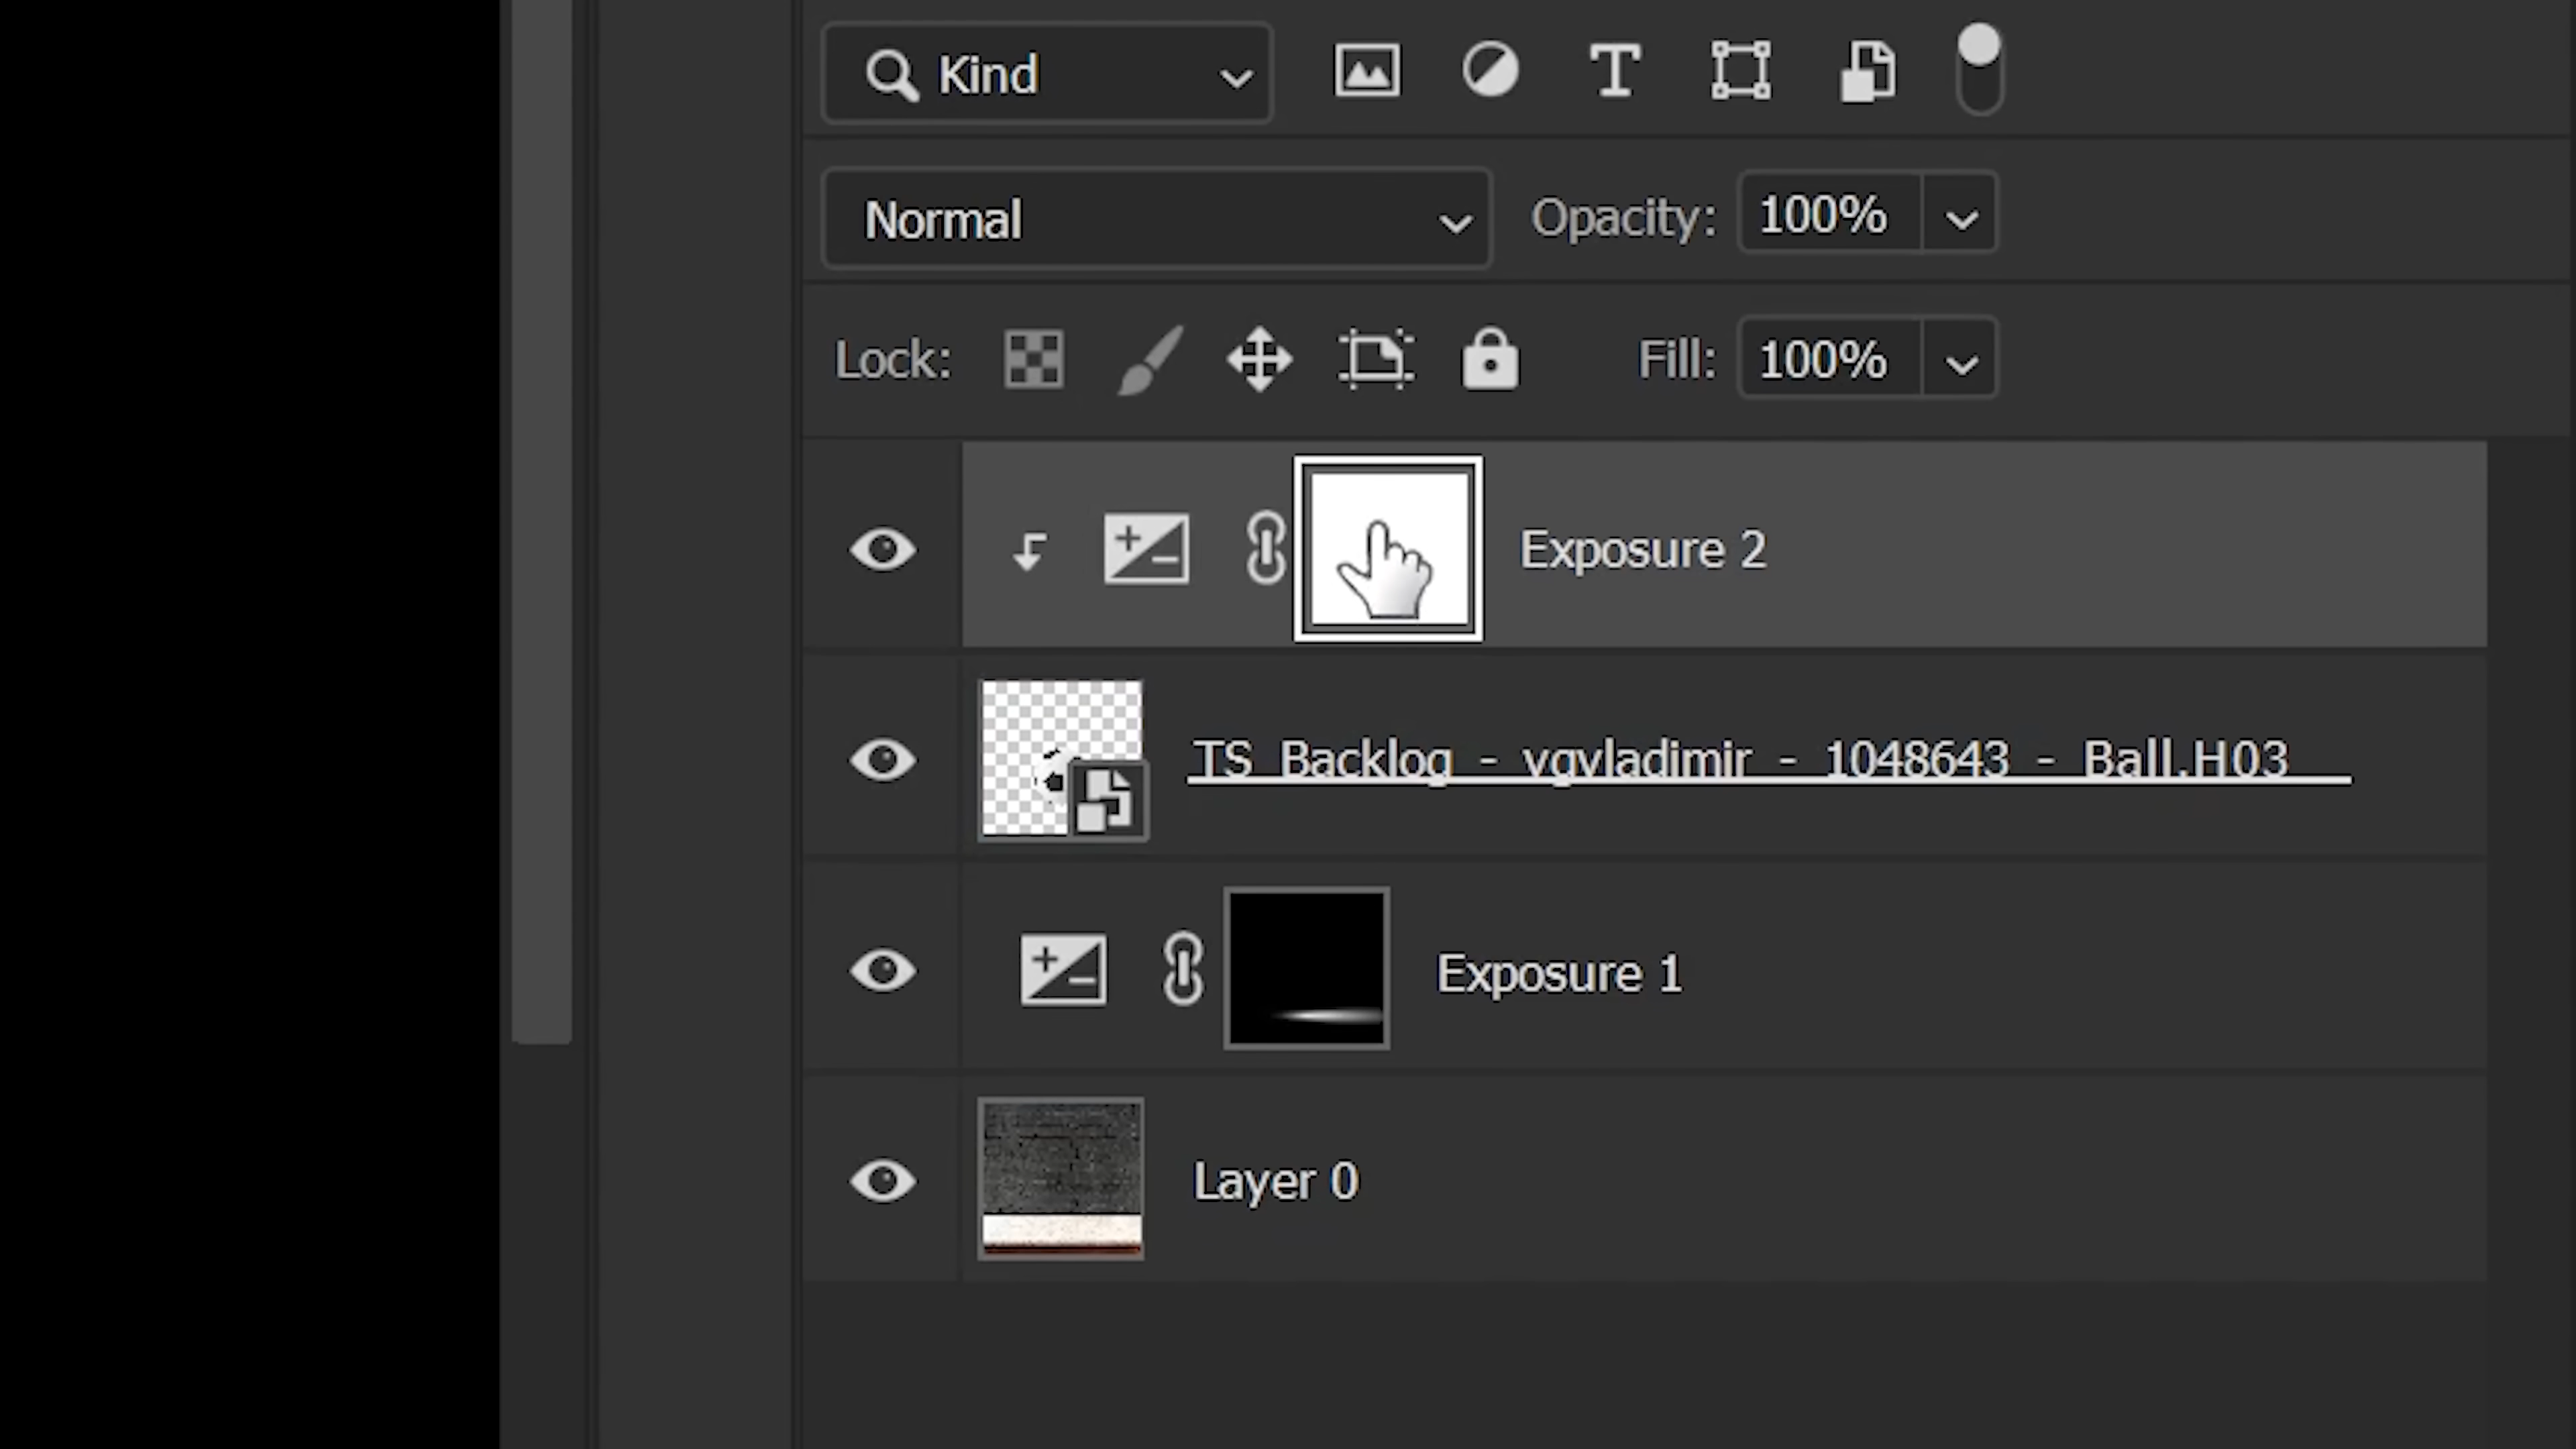 Kind
Normal Opacity: 100%
Lock: Fill: 100%
Exposure 2
TS_Backlog_-_vgvladimir_-_1048643_-_Ball.H03
Exposure 1
Layer 0